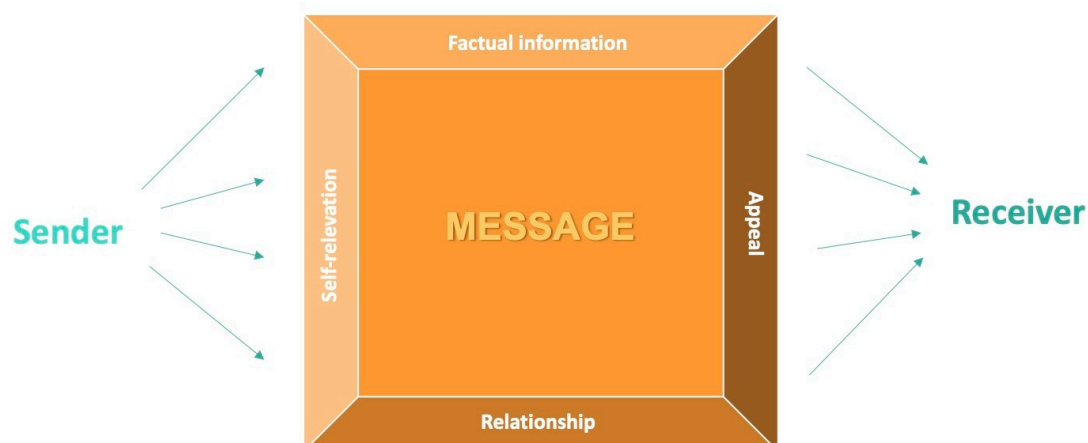 Factual information
Sender
Self-relevation
MESSAGE
Appeal
Receiver
Relationship